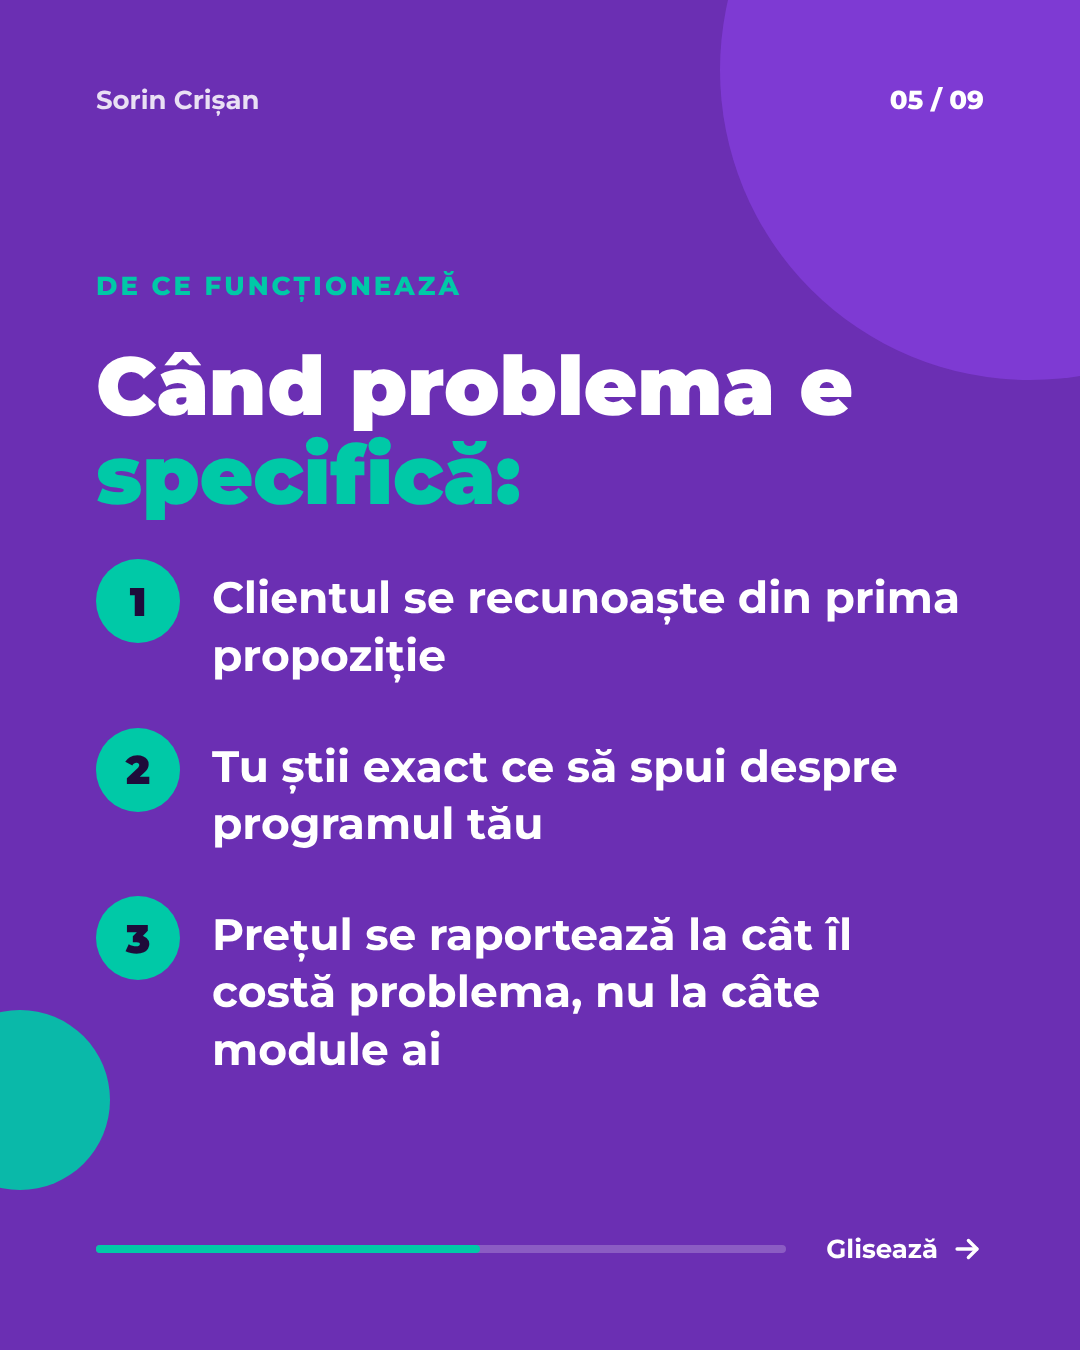 Sorin Crișan
05 / 09
DE CE FUNCȚIONEAZĂ
Când problema e
specifică:
1
Clientul se recunoaște din prima
propoziție
2
Tu știi exact ce să spui despre
programul tău
3
Prețul se raportează la cât îl
costă problema, nu la câte
module ai
Glisează →